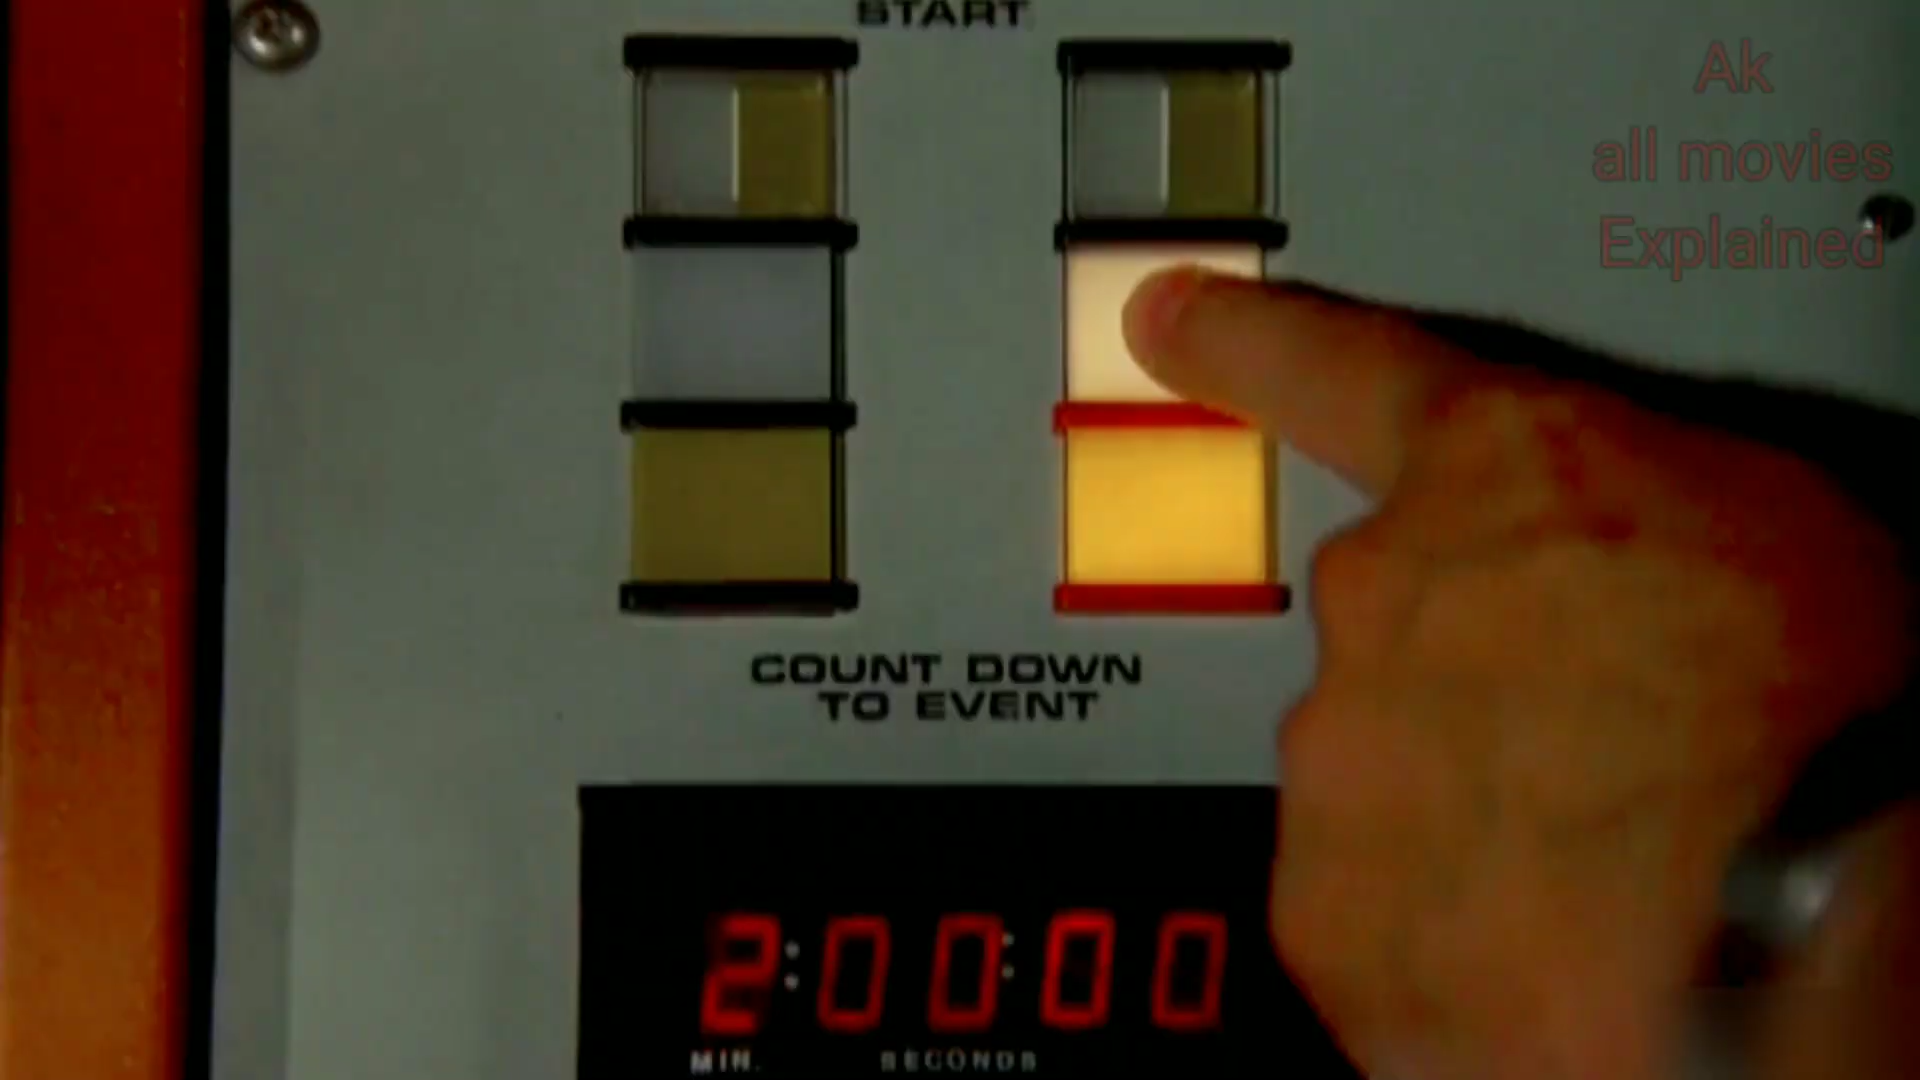 START
Ak
all movies
Explained
COUNT DOWN
TO EVENT
2:00:00
MIN. SECONDS